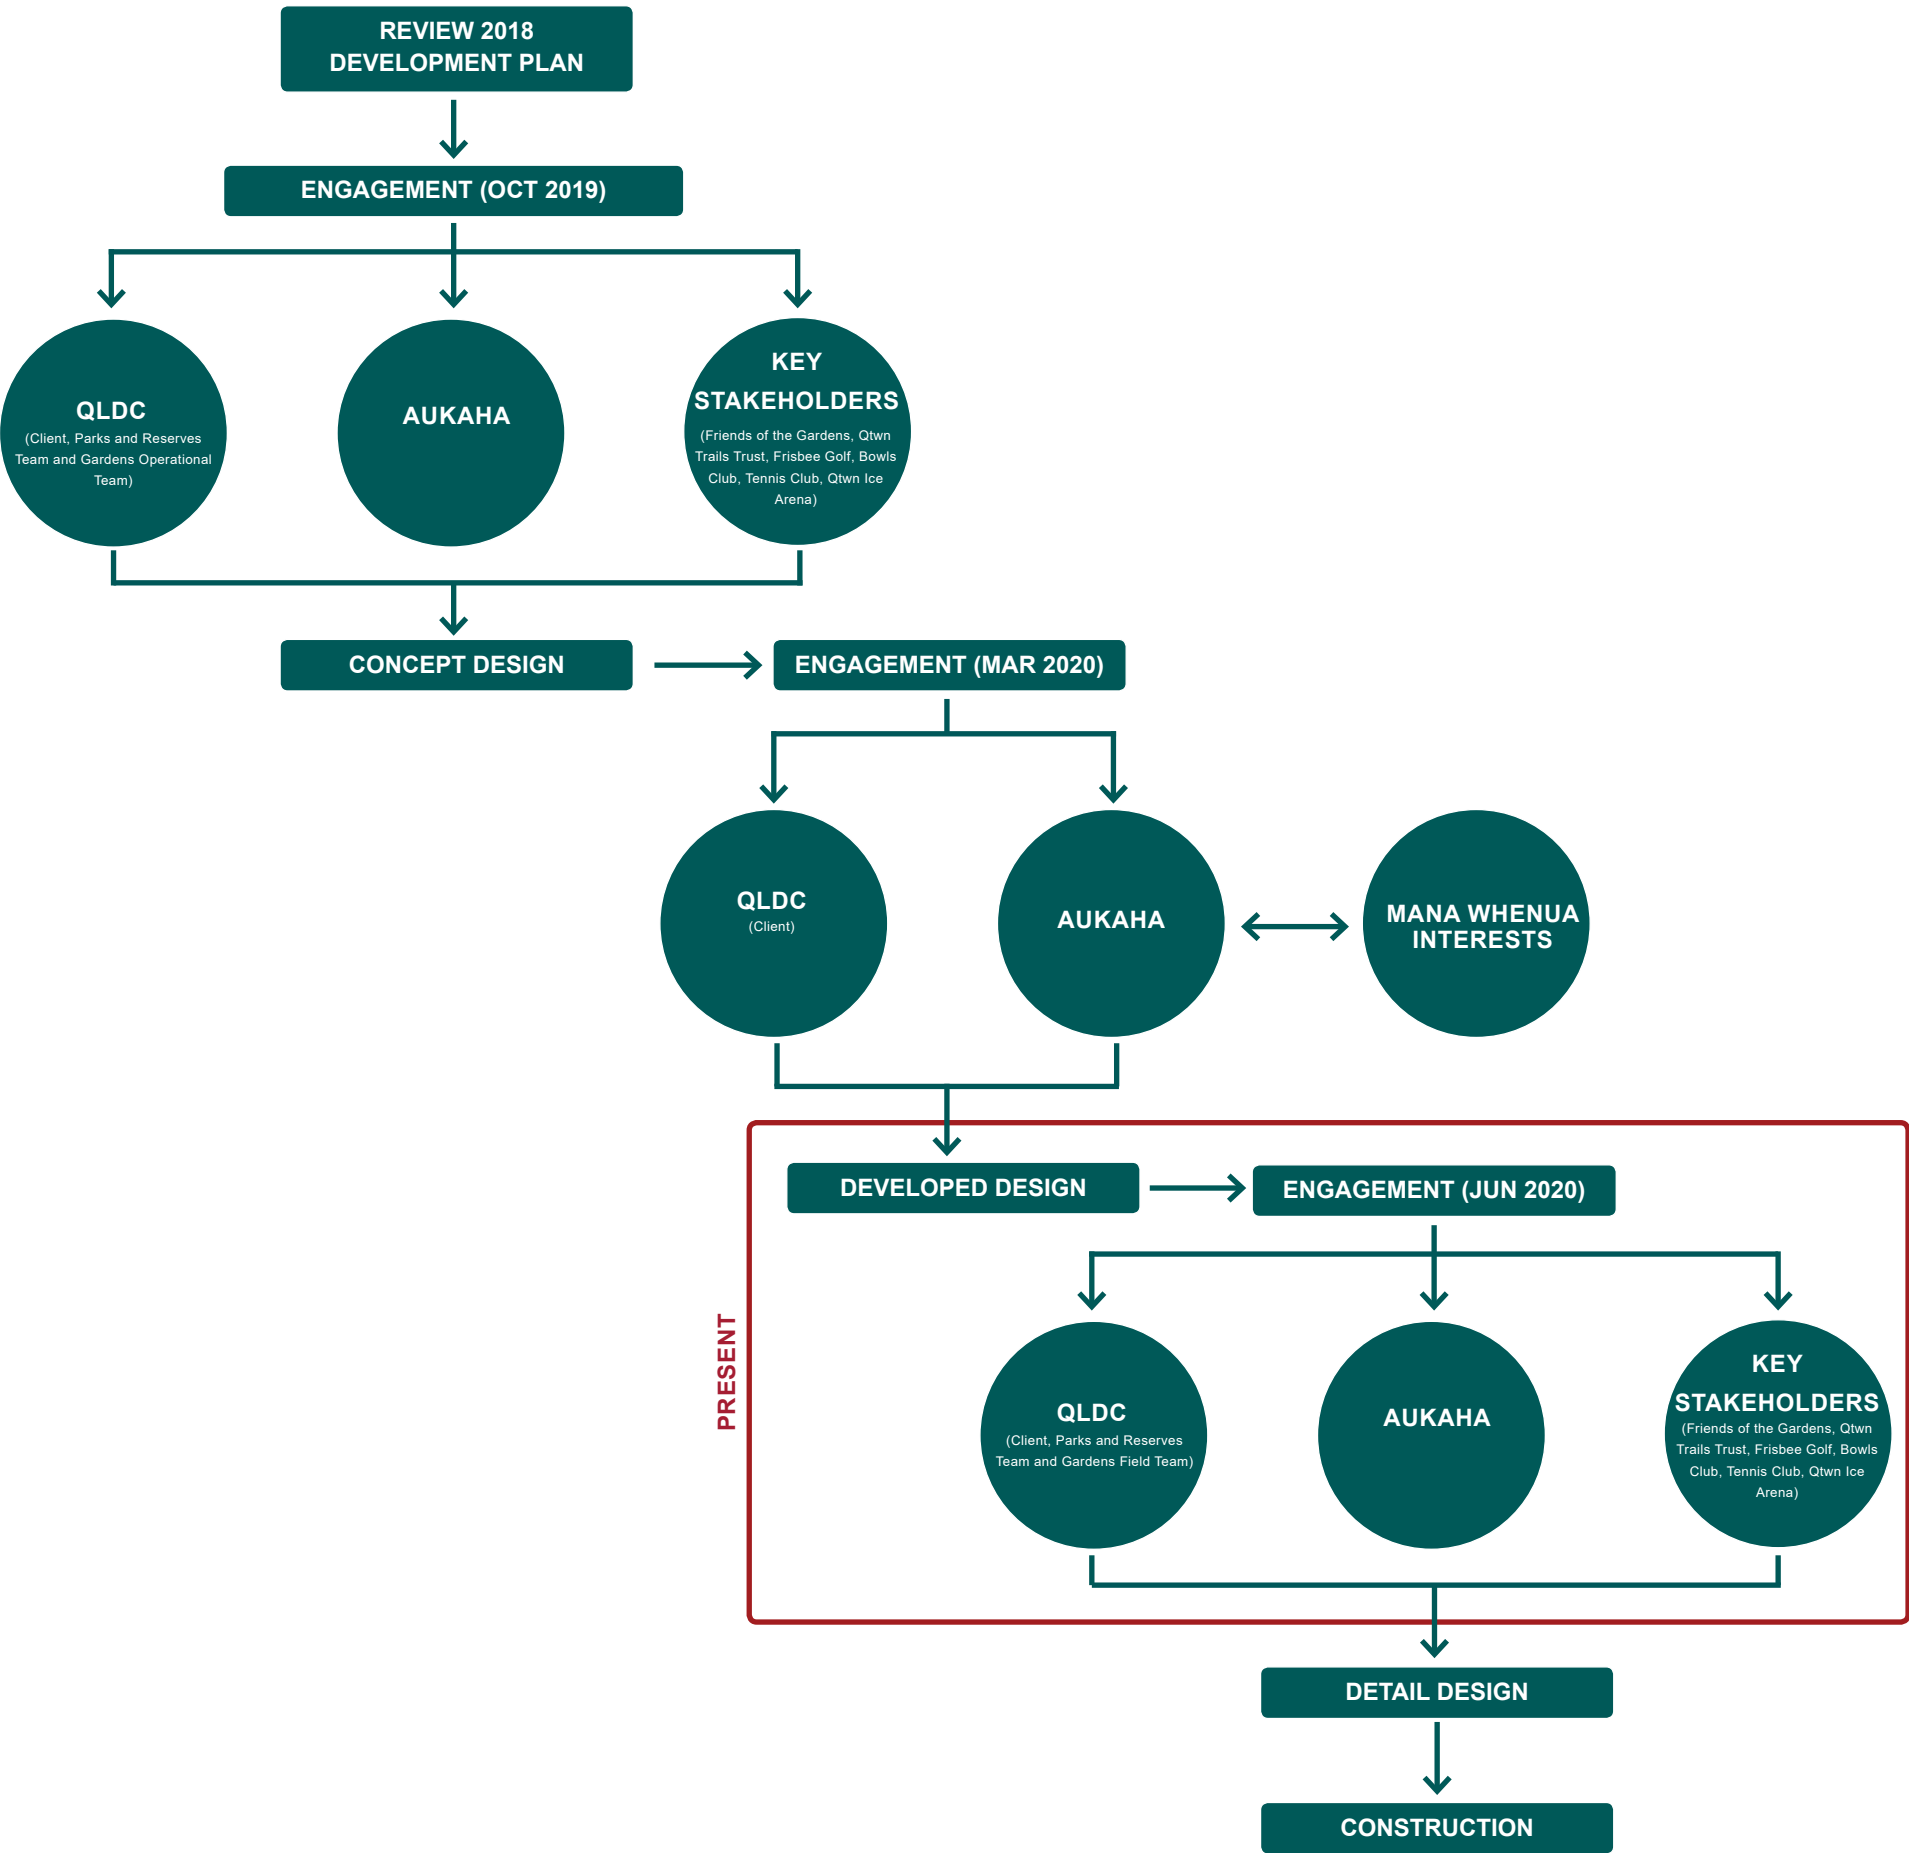 REVIEW 2018
DEVELOPMENT PLAN
ENGAGEMENT (OCT 2019)
QLDC
(Client, Parks and Reserves
Team and Gardens Operational
Team)
AUKAHA
KEY
STAKEHOLDERS
(Friends of the Gardens, Qtwn
Trails Trust, Frisbee Golf, Bowls
Club, Tennis Club, Qtwn Ice
Arena)
CONCEPT DESIGN
ENGAGEMENT (MAR 2020)
QLDC
(Client)
AUKAHA
MANA WHENUA
INTERESTS
PRESENT
DEVELOPED DESIGN
ENGAGEMENT (JUN 2020)
QLDC
(Client, Parks and Reserves
Team and Gardens Field Team)
AUKAHA
KEY
STAKEHOLDERS
(Friends of the Gardens, Qtwn
Trails Trust, Frisbee Golf, Bowls
Club, Tennis Club, Qtwn Ice
Arena)
DETAIL DESIGN
CONSTRUCTION